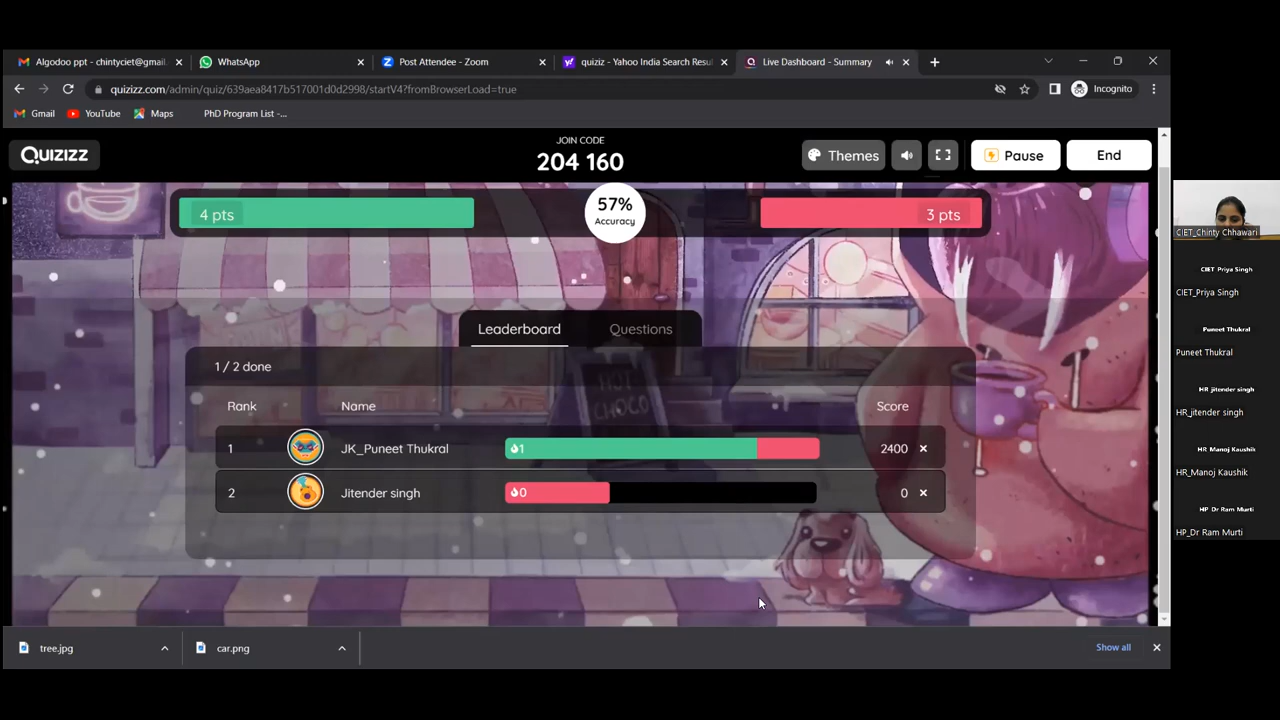 Algodoo ppt - chintyciet@gmail.
WhatsApp
Post Attendee - Zoom
quiziz - Yahoo India Search Resul
Live Dashboard - Summary
quizizz.com/admin/quiz/639aea8417b517001d0d2998/startV4?fromBrowserLoad=true
Incognito
Gmail
YouTube
Maps
PhD Program List -...
Quizizz
JOIN CODE
204 160
Themes
Pause
End
4 pts
57%
Accuracy
3 pts
Leaderboard
Questions
1 / 2 done
HOT
CHOCO
Rank
Name
Score
1
JK_Puneet Thukral
1
2400
2
Jitender singh
0
0
tree.jpg
car.png
Show all
CIET_Chinty Chhawari
CIET Priya Singh
CIET_Priya Singh
Puneet Thukral
Puneet Thukral
HR jitender singh
HR_jitender singh
HR_Manoj Kaushik
HR_Manoj Kaushik
HP_Dr Ram Murti
HP_Dr Ram Murti